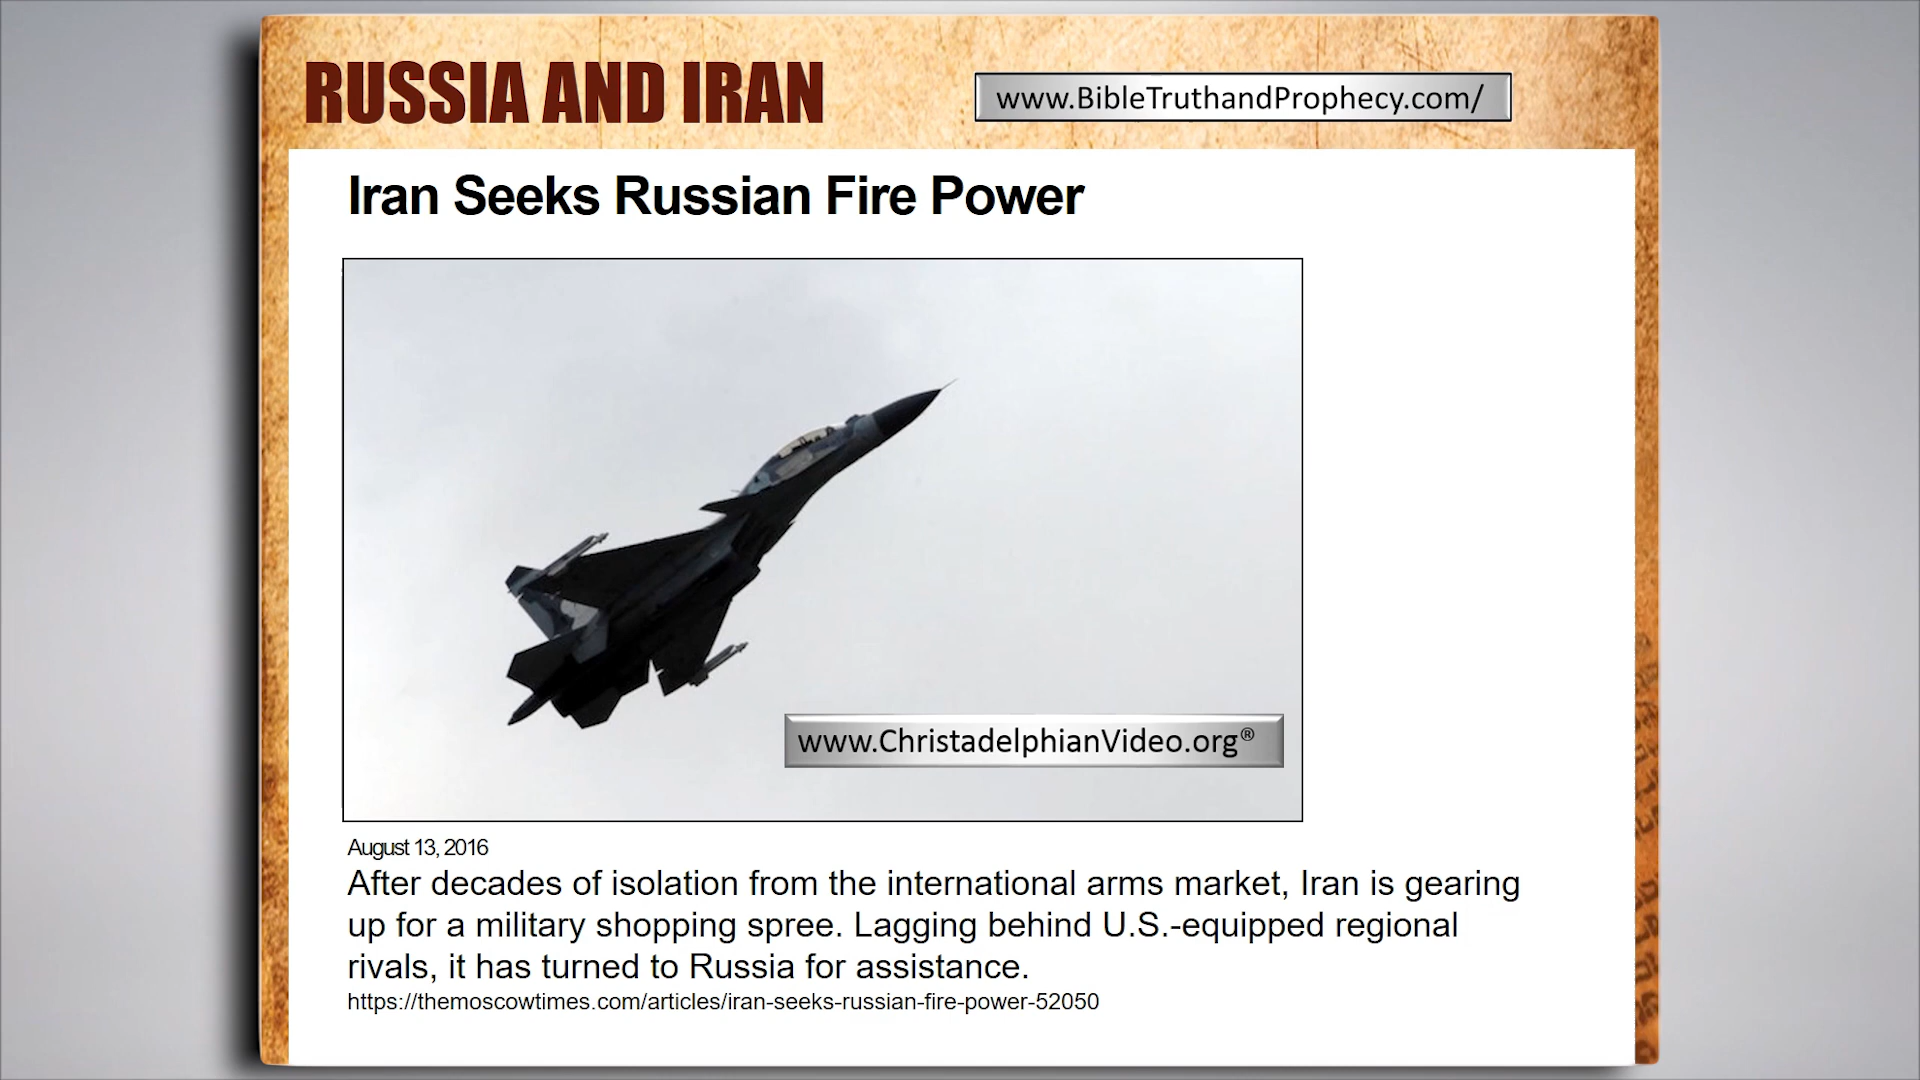 RUSSIA AND IRAN
www.BibleTruthandProphecy.com/
Iran Seeks Russian Fire Power
www.ChristadelphianVideo.org®
August 13, 2016
After decades of isolation from the international arms market, Iran is gearing
up for a military shopping spree. Lagging behind U.S.-equipped regional
rivals, it has turned to Russia for assistance.
https://themoscowtimes.com/articles/iran-seeks-russian-fire-power-52050